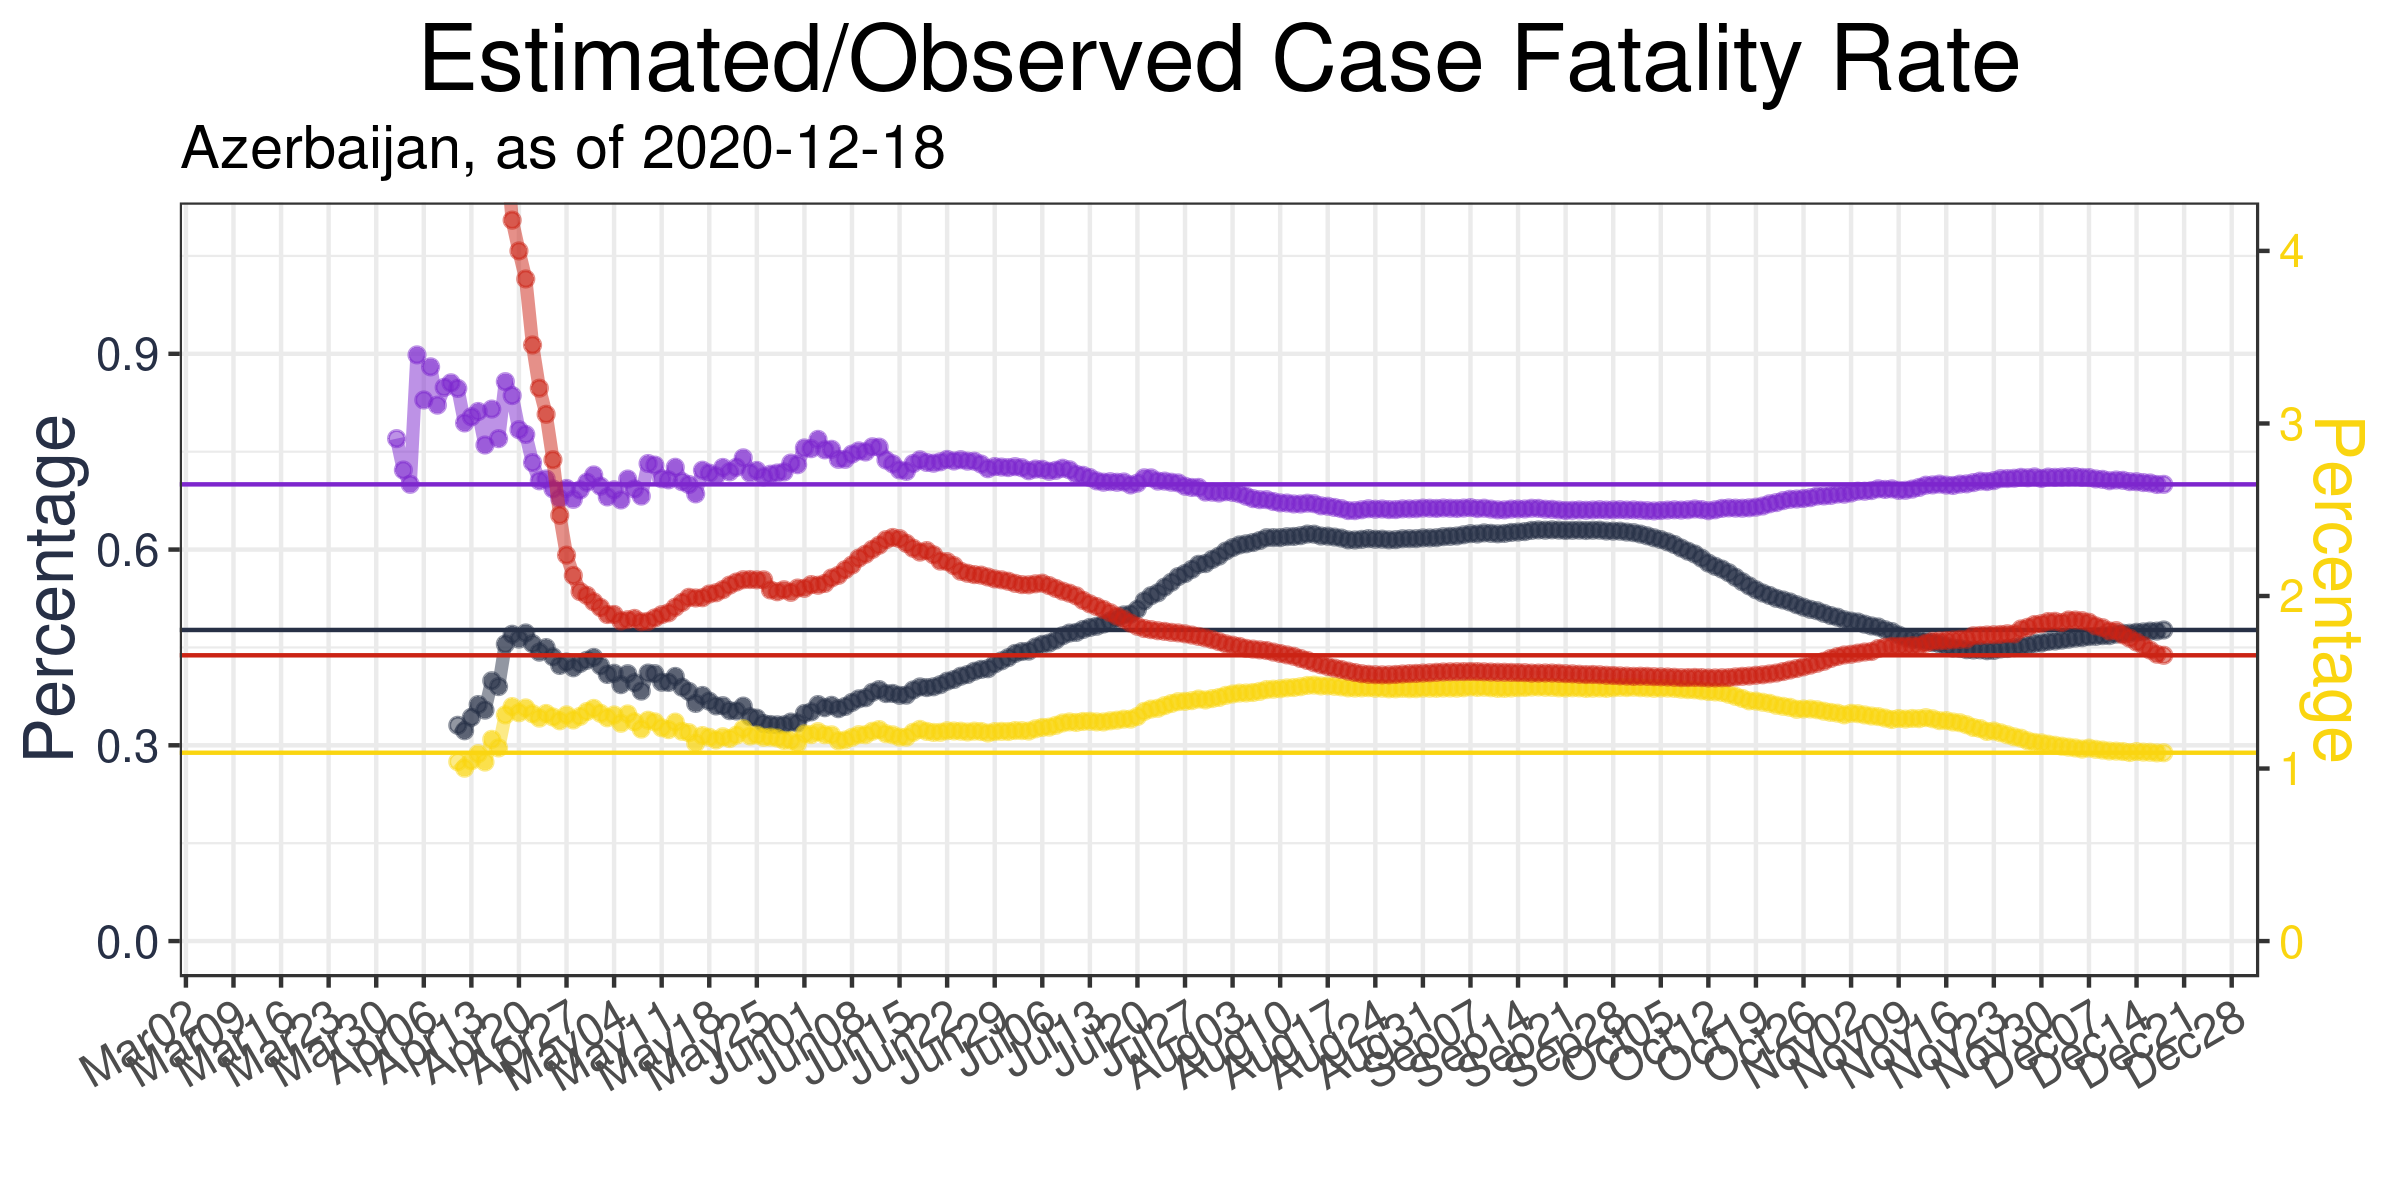 Estimated/Observed Case Fatality Rate
Azerbaijan, as of 2020-12-18
Percentage
0.9
0.6
0.3
0.0
4
3
2
1
0
Percentage
Mar02
Mar09
Mar16
Mar23
Mar30
Apr06
Apr13
Apr20
Apr27
May04
May11
May18
May25
Jun01
Jun08
Jun15
Jun22
Jun29
Jul06
Jul13
Jul20
Jul27
Aug03
Aug10
Aug17
Aug24
Aug31
Sep07
Sep14
Sep21
Sep28
Oct05
Oct12
Oct19
Oct26
Nov02
Nov09
Nov16
Nov23
Nov30
Dec07
Dec14
Dec21
Dec28